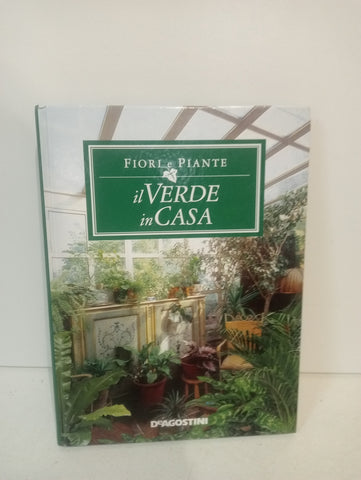 FIORI e PIANTE
il VERDE
in CASA
DEAGOSTINI